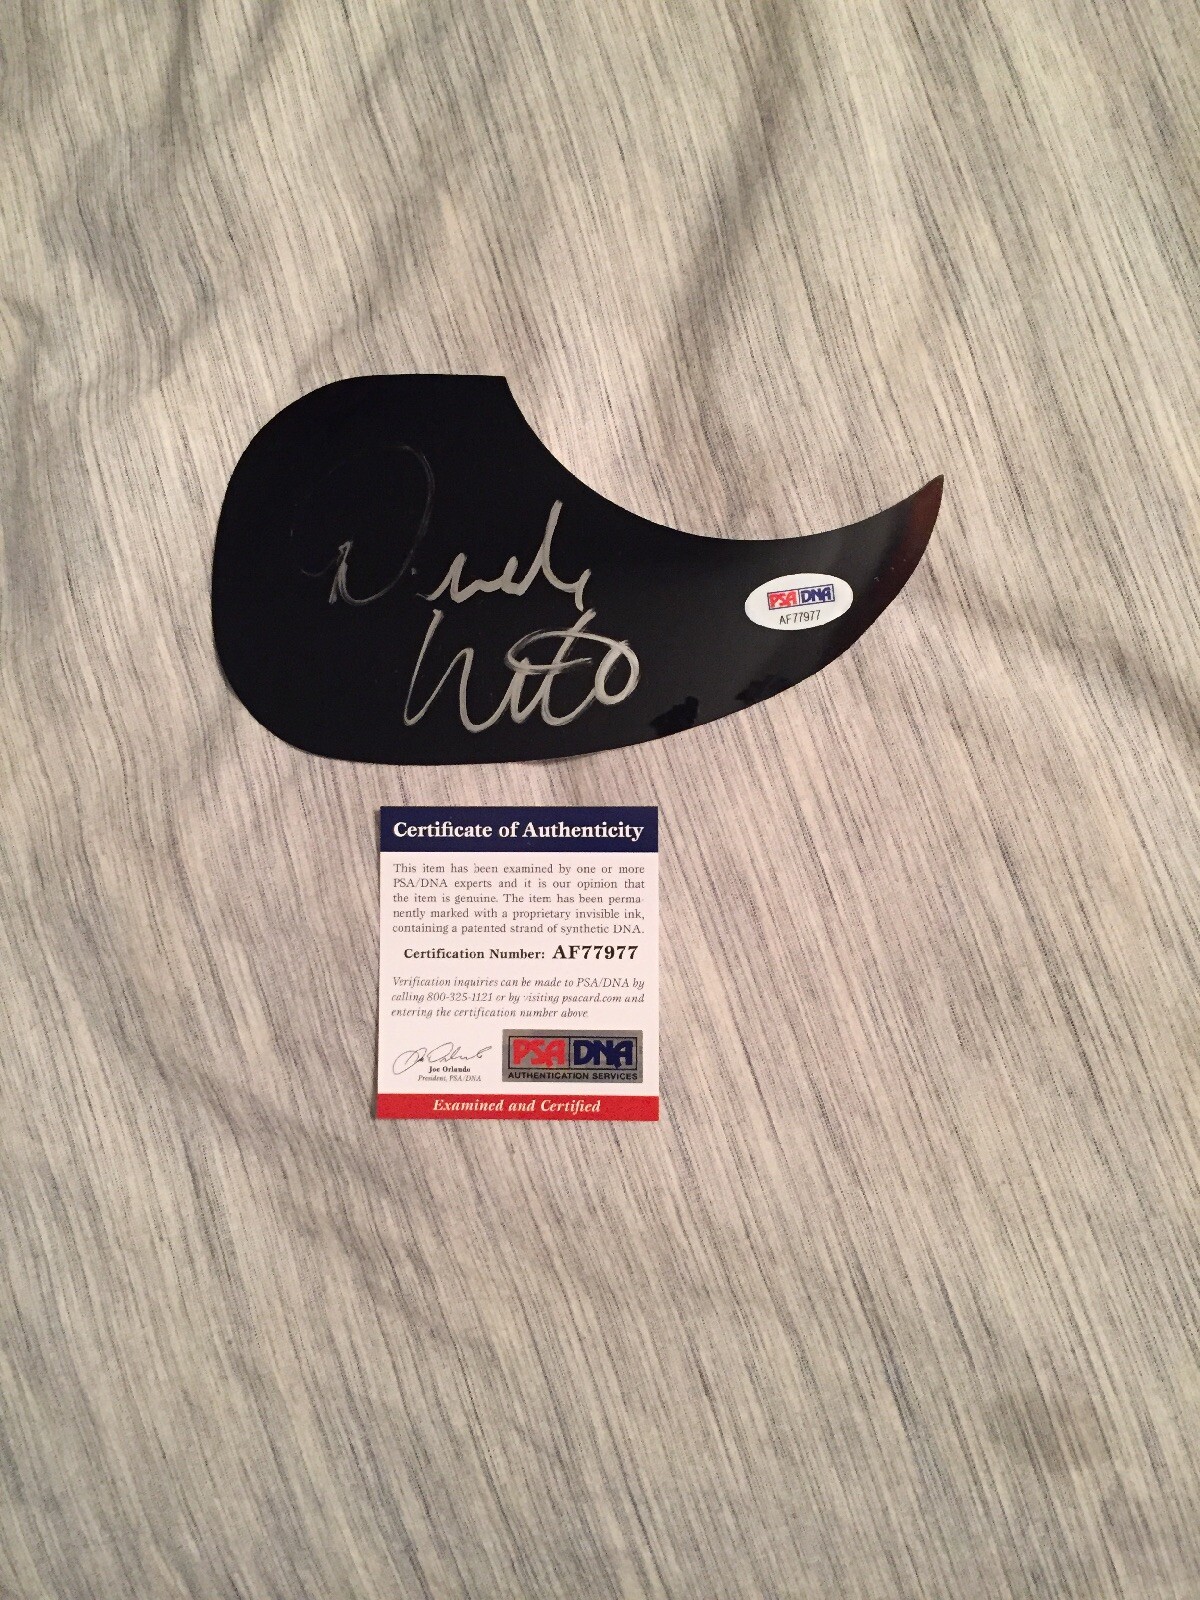 PSA DNA
AF77977
Certificate of Authenticity
This item has been examined by one or more
PSA/DNA experts and it is our opinion that
the item is genuine. The item has been perma-
nently marked with a proprietary invisible ink,
containing a patented strand of synthetic DNA.
Certification Number: AF77977
Verification inquiries can be made to PSA/DNA by
calling 800-325-1121 or by visiting psacard.com and
entering the certification number above.
Joe Orlando
President, PSA/DNA
PSA DNA
AUTHENTICATION SERVICES
Examined and Certified